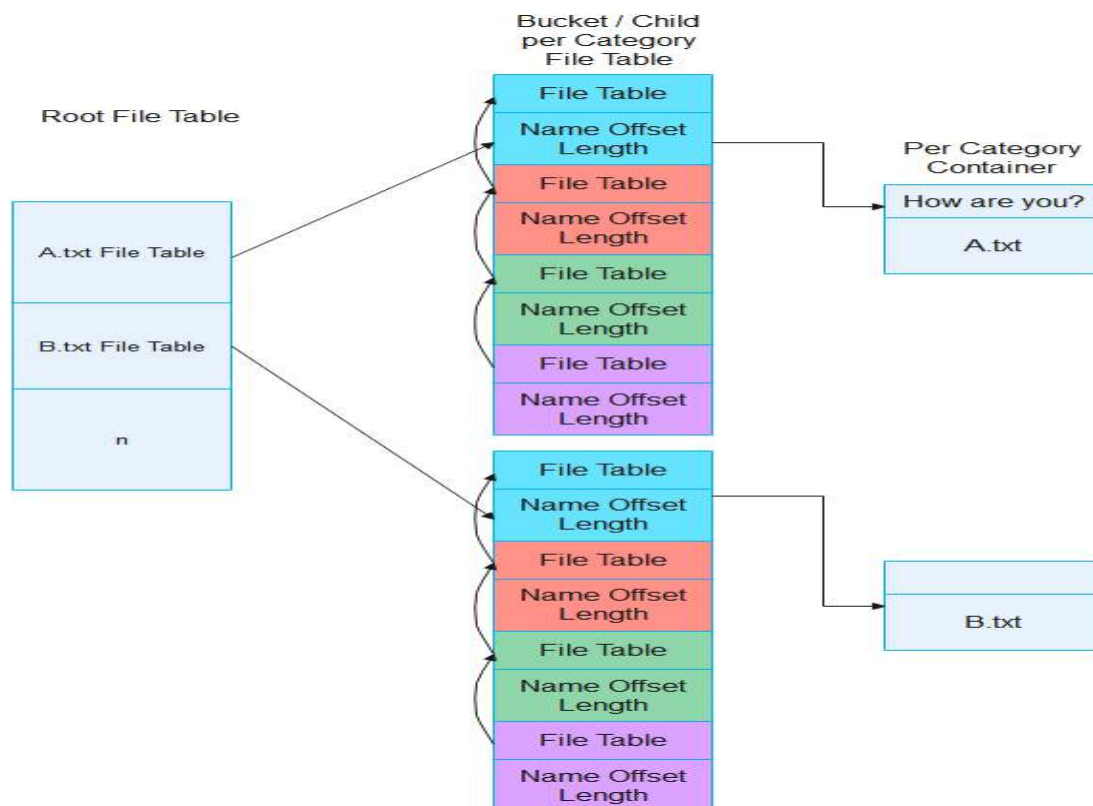 Root File Table
A.txt File Table
B.txt File Table
n
Bucket / Child
per Category
File Table
File Table
Name Offset
Length
File Table
Name Offset
Length
File Table
Name Offset
Length
File Table
Name Offset
Length
File Table
Name Offset
Length
File Table
Name Offset
Length
File Table
Name Offset
Length
File Table
Name Offset
Length
Per Category
Container
How are you?
A.txt
B.txt